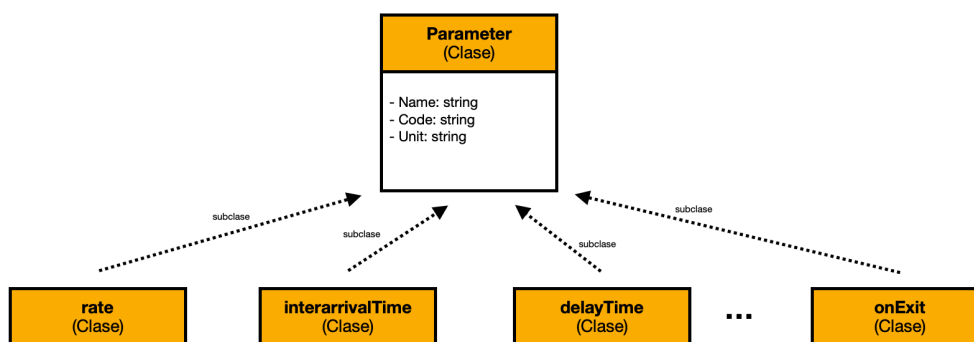 Parameter
(Clase)
- Name: string
- Code: string
- Unit: string
subclase
subclase
subclase
subclase
rate
(Clase)
interarrivalTime
(Clase)
delayTime
(Clase)
...
onExit
(Clase)